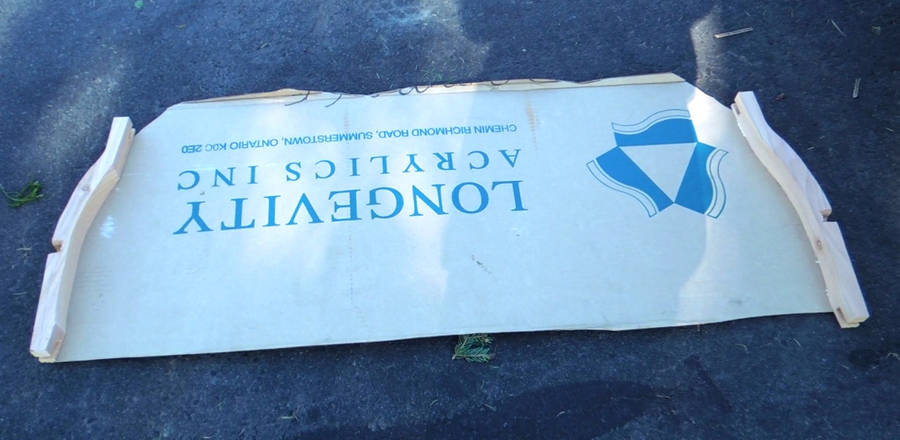 LONGEVITY
ACRYLICS INC
CHEMIN RICHMOND ROAD, SUMMERSTOWN, ONTARIO K0C 2E0